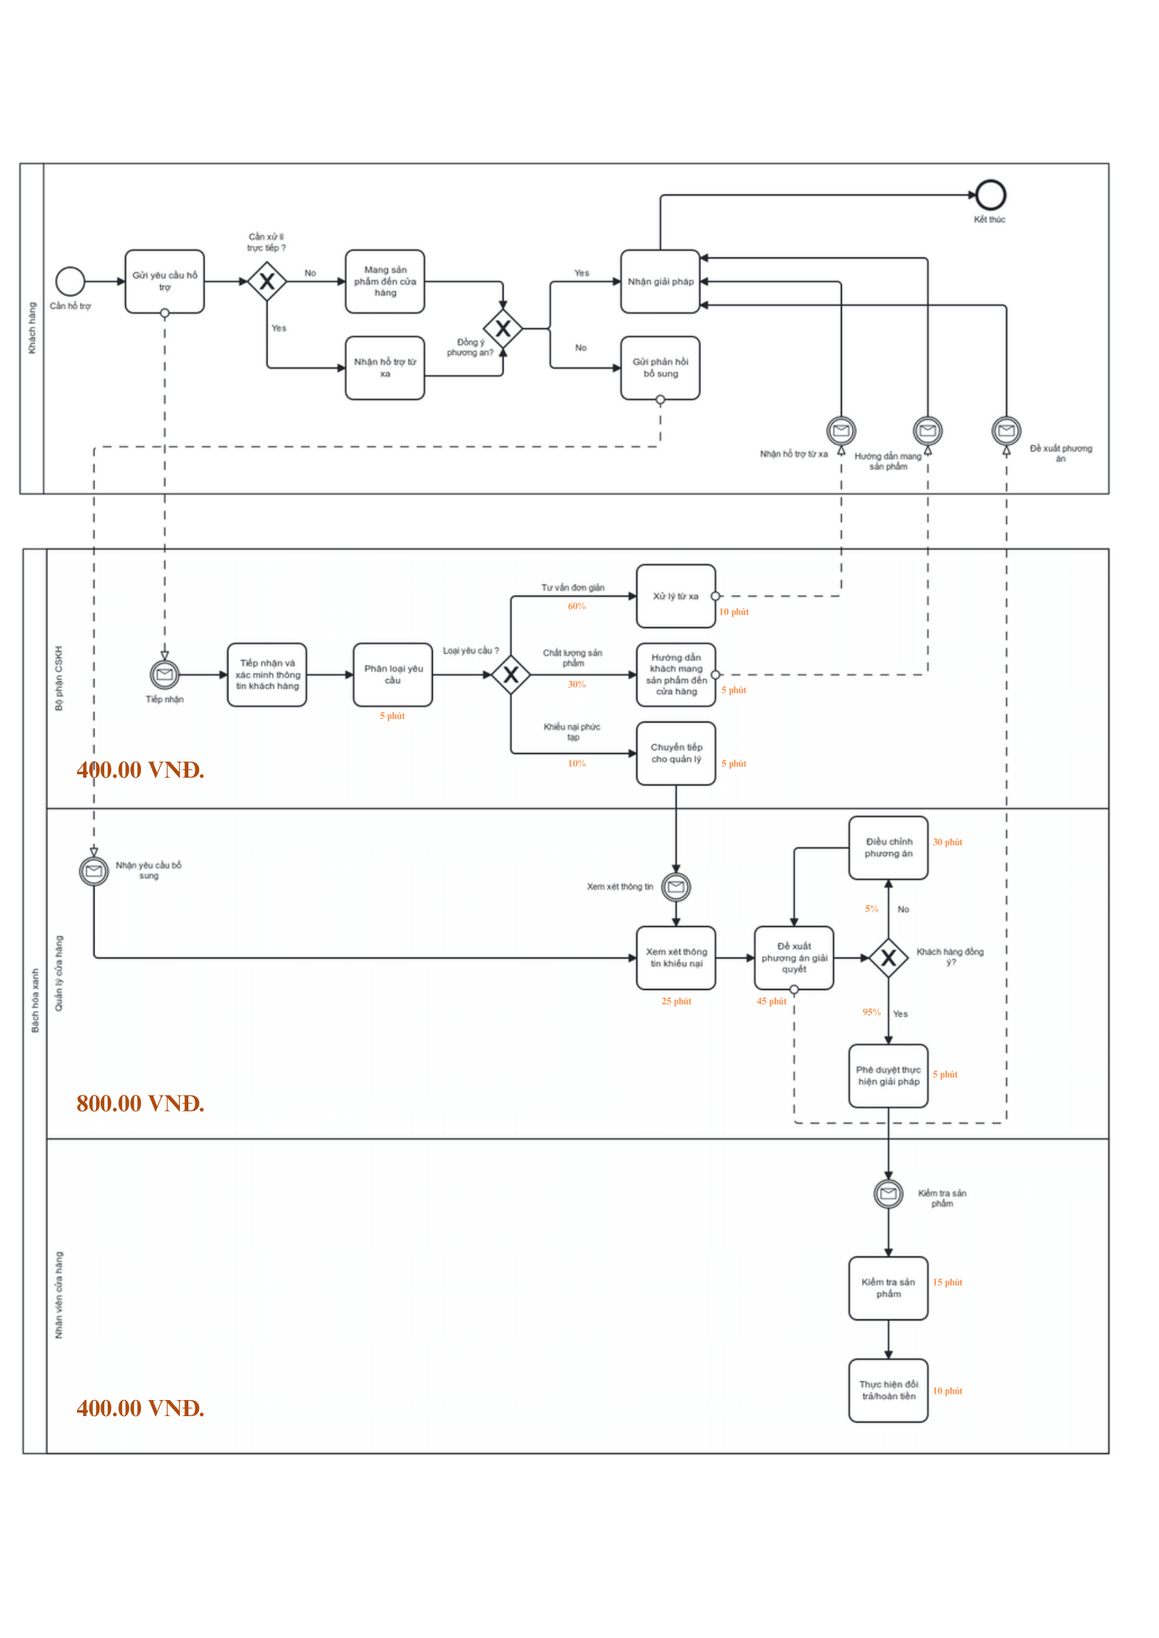 Khách hàng
Cần hỗ trợ
Gửi yêu cầu hỗ
trợ
Cần xử lí
trực tiếp ?
No
Yes
Mang sản
phẩm đến cửa
hàng
Nhận hỗ trợ từ
xa
Đồng ý
phương an?
Yes
No
Nhận giải pháp
Gửi phản hồi
bổ sung
Kết thúc
Nhận hỗ trợ từ xa
Hướng dẫn mang
sản phẩm
Đề xuất phương
án
Bách hóa xanh
Bộ phận CSKH
Tiếp nhận
Tiếp nhận và
xác minh thông
tin khách hàng
Phân loại yêu
cầu
5 phút
Loại yêu cầu ?
Tư vấn đơn giản
60%
Xử lý từ xa
10 phút
Chất lượng sản
phẩm
30%
Hướng dẫn
khách mang
sản phẩm đến
cửa hàng
5 phút
Khiếu nại phức
tạp
10%
Chuyển tiếp
cho quản lý
5 phút
400.00 VNĐ.
Quản lý cửa hàng
Nhận yêu cầu bổ
sung
Xem xét thông tin
Xem xét thông
tin khiếu nại
25 phút
Đề xuất
phương án giải
quyết
45 phút
Điều chỉnh
phương án
30 phút
5%
No
Khách hàng đồng
ý?
95%
Yes
Phê duyệt thực
hiện giải pháp
5 phút
800.00 VNĐ.
Nhân viên cửa hàng
Kiểm tra sản
phẩm
Kiểm tra sản
phẩm
15 phút
Thực hiện đổi
trả/hoàn tiền
10 phút
400.00 VNĐ.